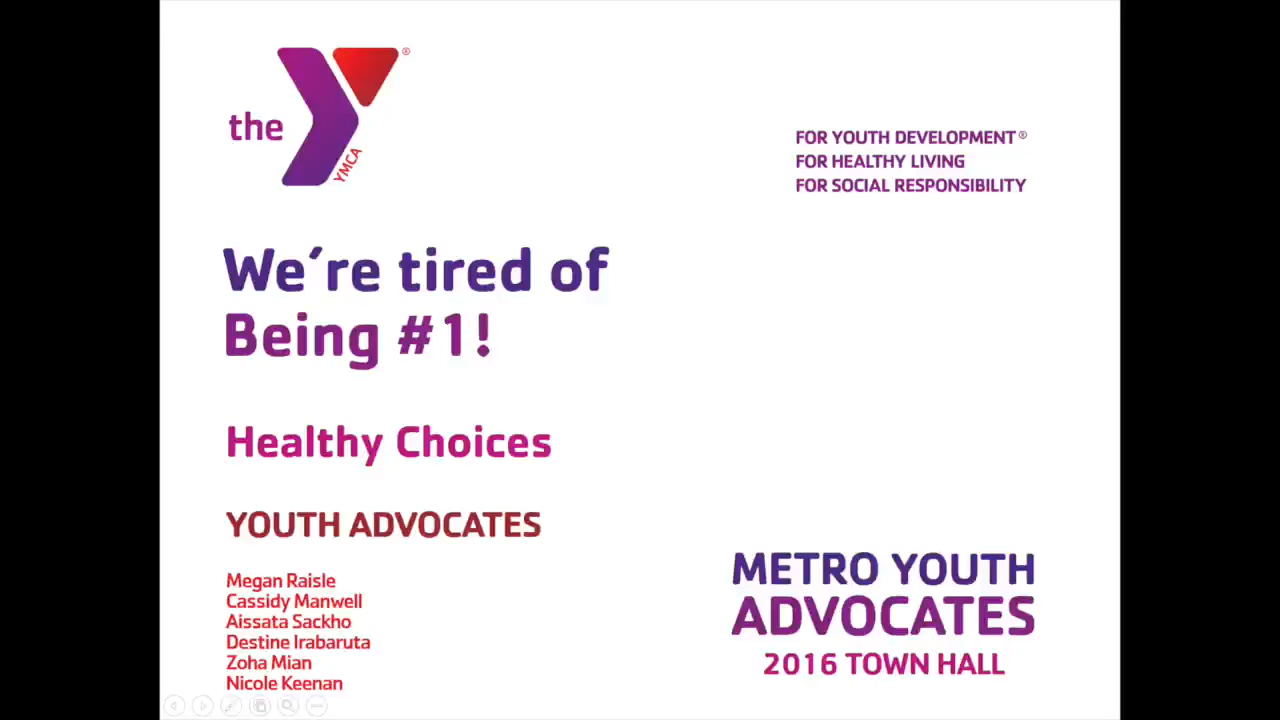 the
YMCA
®
FOR YOUTH DEVELOPMENT®
FOR HEALTHY LIVING
FOR SOCIAL RESPONSIBILITY
We´re tired of
Being #1!
Healthy Choices
YOUTH ADVOCATES
Megan Raisle
Cassidy Manwell
Aissata Sackho
Destine Irabaruta
Zoha Mian
Nicole Keenan
METRO YOUTH
ADVOCATES
2016 TOWN HALL